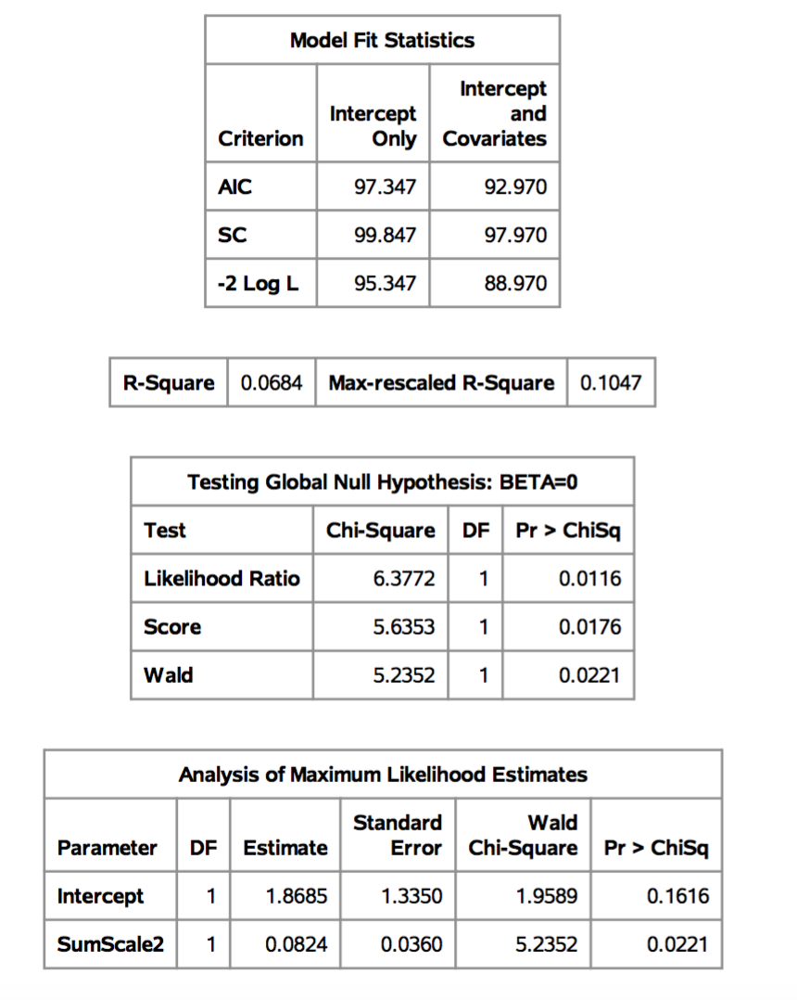 Model Fit Statistics
Criterion Intercept Only Intercept and Covariates
AIC 97.347 92.970
SC 99.847 97.970
-2 Log L 95.347 88.970
R-Square 0.0684 Max-rescaled R-Square 0.1047
Testing Global Null Hypothesis: BETA=0
Test Chi-Square DF Pr > ChiSq
Likelihood Ratio 6.3772 1 0.0116
Score 5.6353 1 0.0176
Wald 5.2352 1 0.0221
Analysis of Maximum Likelihood Estimates
Parameter DF Estimate Standard Error Wald Chi-Square Pr > ChiSq
Intercept 1 1.8685 1.3350 1.9589 0.1616
SumScale2 1 0.0824 0.0360 5.2352 0.0221